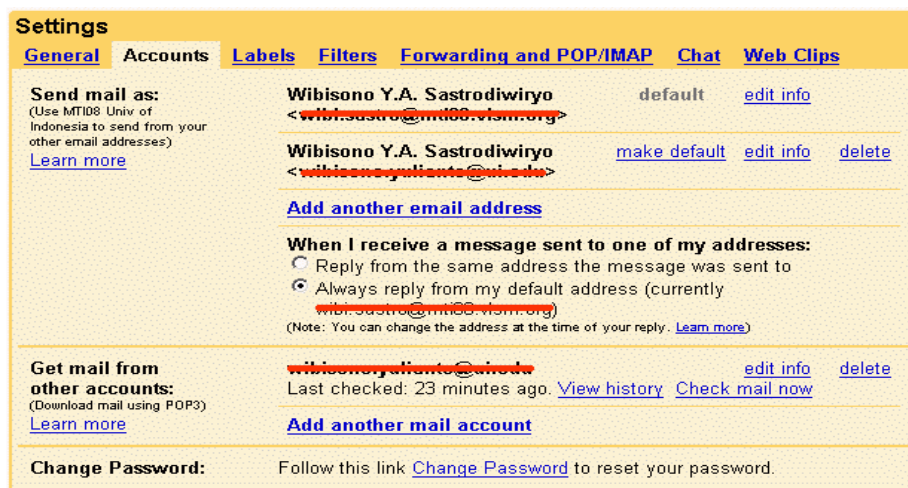 Settings
General Accounts Labels Filters Forwarding and POP/IMAP Chat Web Clips
Send mail as:
(Use MTI08 Univ of
Indonesia to send from your
other email addresses)
Learn more
Wibisono Y.A. Sastrodiwiryo default edit info
Wibisono Y.A. Sastrodiwiryo make default edit info delete
Add another email address
When I receive a message sent to one of my addresses:
Reply from the same address the message was sent to
Always reply from my default address (currently
(Note: You can change the address at the time of your reply. Learn more)
Get mail from
other accounts:
(Download mail using POP3)
Learn more
edit info delete
Last checked: 23 minutes ago. View history Check mail now
Add another mail account
Change Password:
Follow this link Change Password to reset your password.